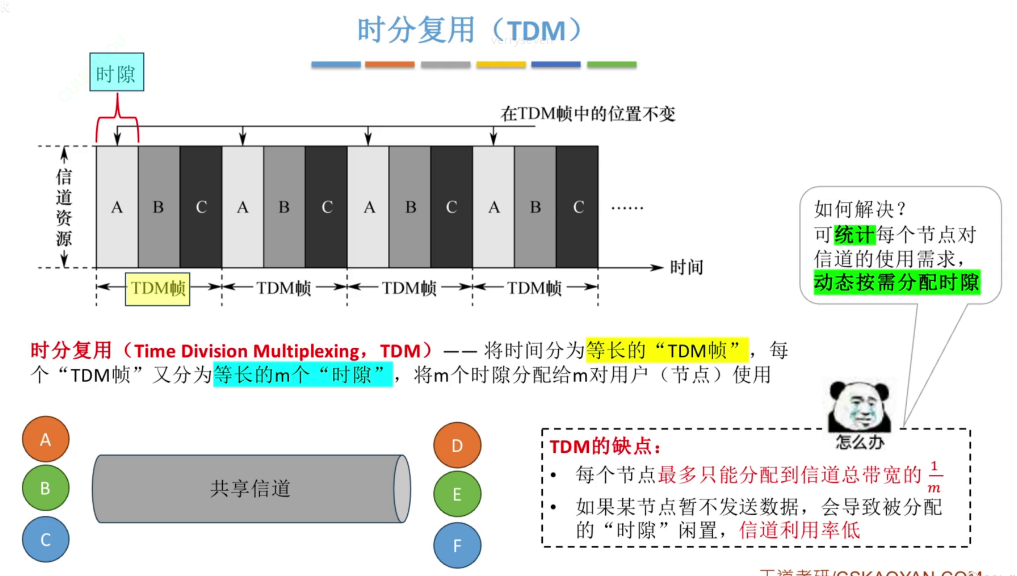 时分复用（TDM）
时隙
在TDM帧中的位置不变
信道资源
A B C A B C A B C A B C ……
时间
TDM帧 TDM帧 TDM帧 TDM帧
如何解决？
可统计每个节点对
信道的使用需求，
动态按需分配时隙
时分复用（Time Division Multiplexing，TDM）—— 将时间分为等长的“TDM帧”，每
个“TDM帧”又分为等长的m个“时隙”，将m个时隙分配给m对用户（节点）使用
怎么办
A
B
C
共享信道
D
E
F
TDM的缺点：
• 每个节点最多只能分配到信道总带宽的 1/m
• 如果某节点暂不发送数据，会导致被分配
的“时隙”闲置，信道利用率低
王道考研/CSKAOYAN.COM